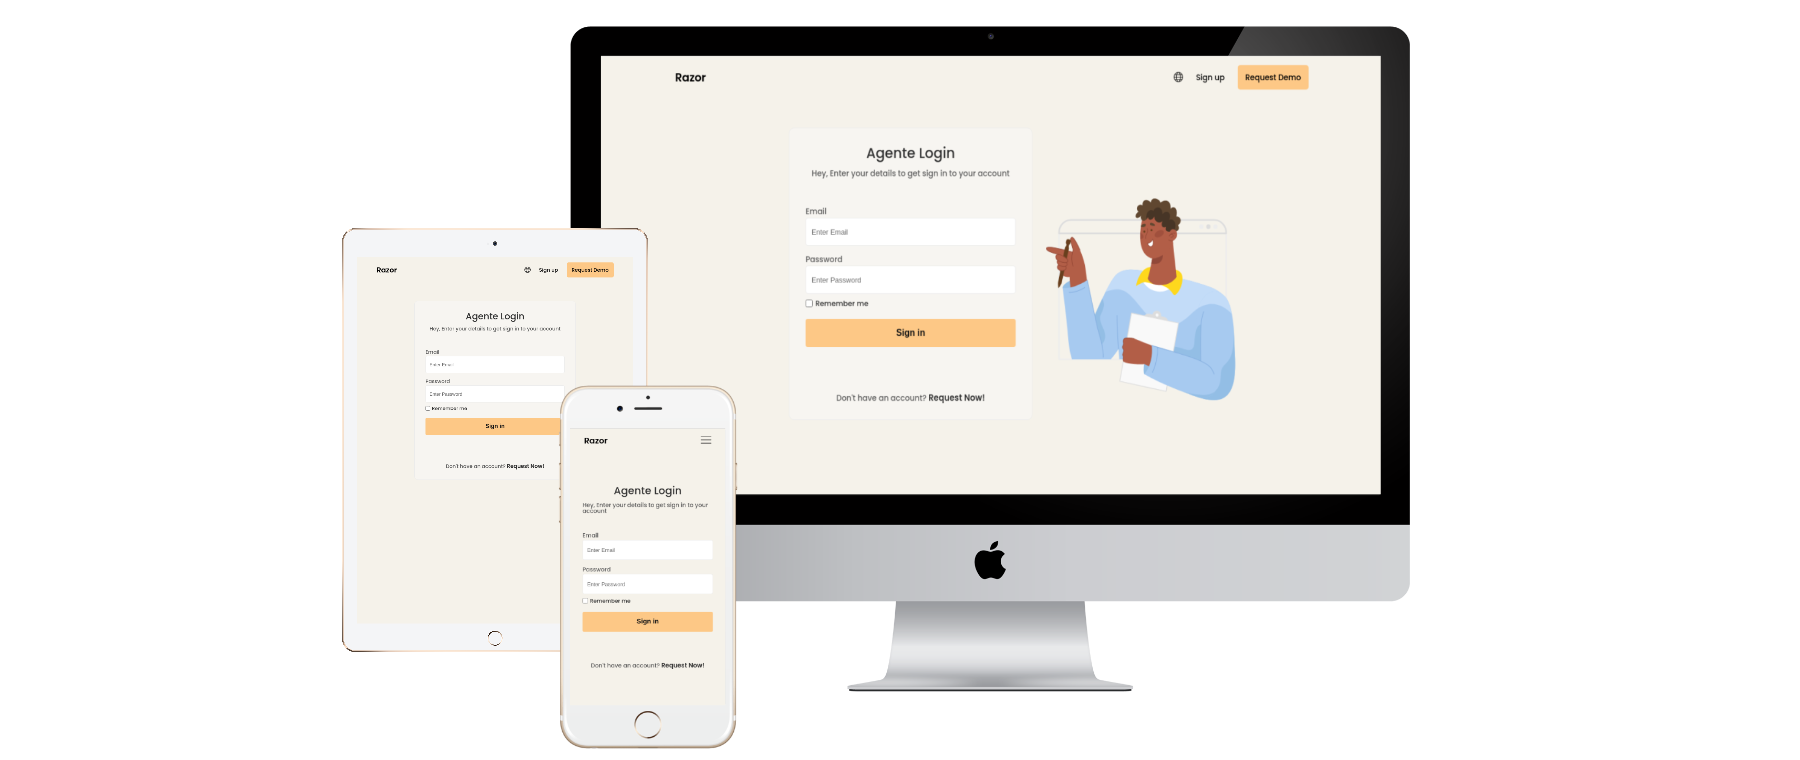 Razor
Sign up
Request Demo
Agente Login
Hey, Enter your details to get sign in to your account
Email
Enter Email
Password
Enter Password
Remember me
Sign in
Don't have an account? Request Now!
Razor
Sign up
Request Demo
Agente Login
Hey, Enter your details to get sign in to your account
Email
Enter Email
Password
Enter Password
Remember me
Sign in
Don't have an account? Request Now!
Razor
Agente Login
Hey, Enter your details to get sign in to your
account
Email
Enter Email
Password
Enter Password
Remember me
Sign in
Don't have an account? Request Now!